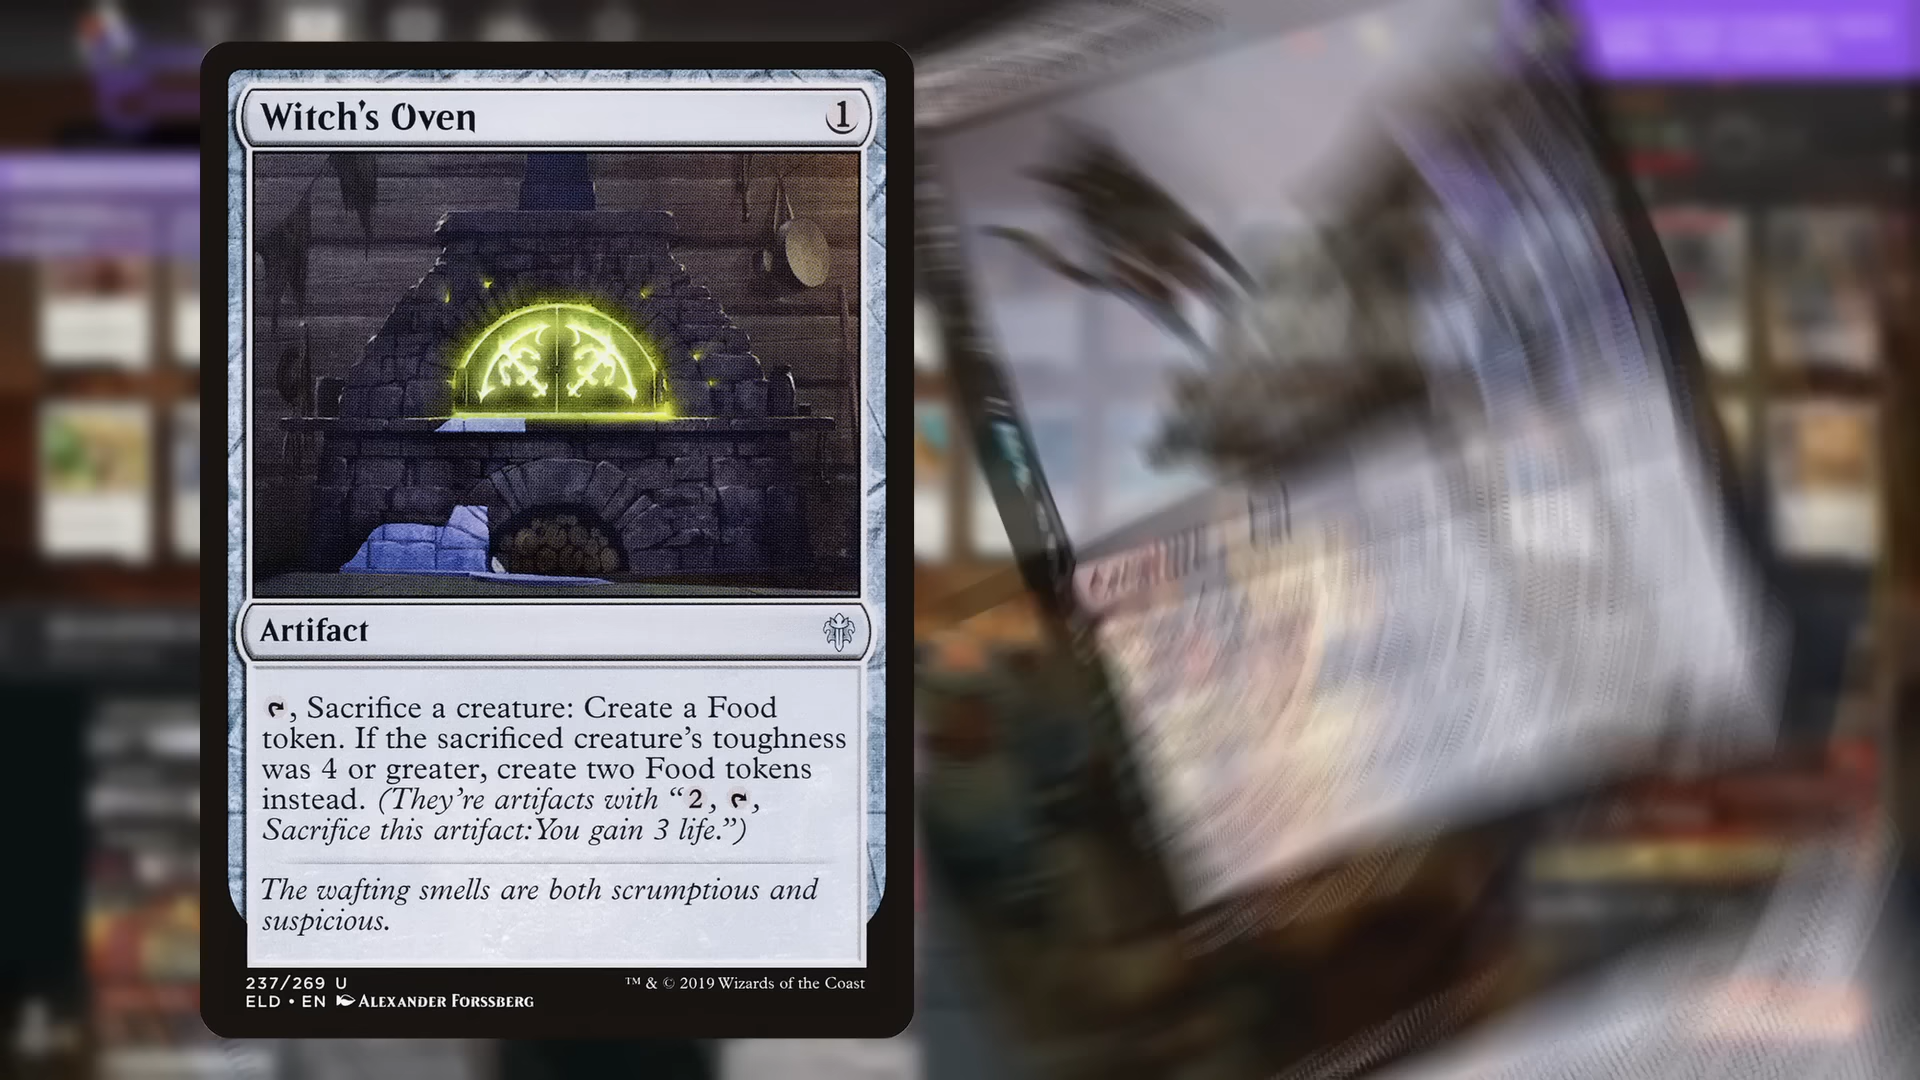 Witch's Oven 1
Artifact
, Sacrifice a creature: Create a Food
token. If the sacrificed creature's toughness
was 4 or greater, create two Food tokens
instead. (They're artifacts with “2, ,
Sacrifice this artifact:You gain 3 life.”)
The wafting smells are both scrumptious and
suspicious.
237/269 U
ELD • EN Alexander Forssberg
™ & © 2019 Wizards of the Coast